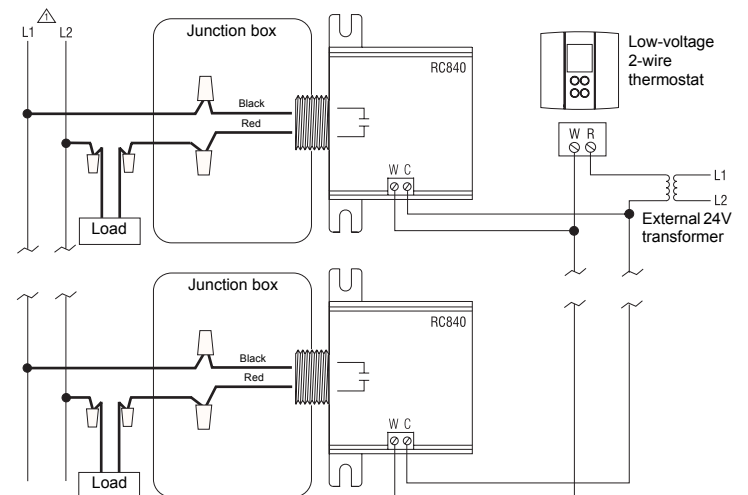 1
L1 L2
Junction box
Black
Red
Load
RC840
W C
Low-voltage
2-wire
thermostat
W R
L1
L2
External 24V
transformer
Junction box
Black
Red
Load
RC840
W C